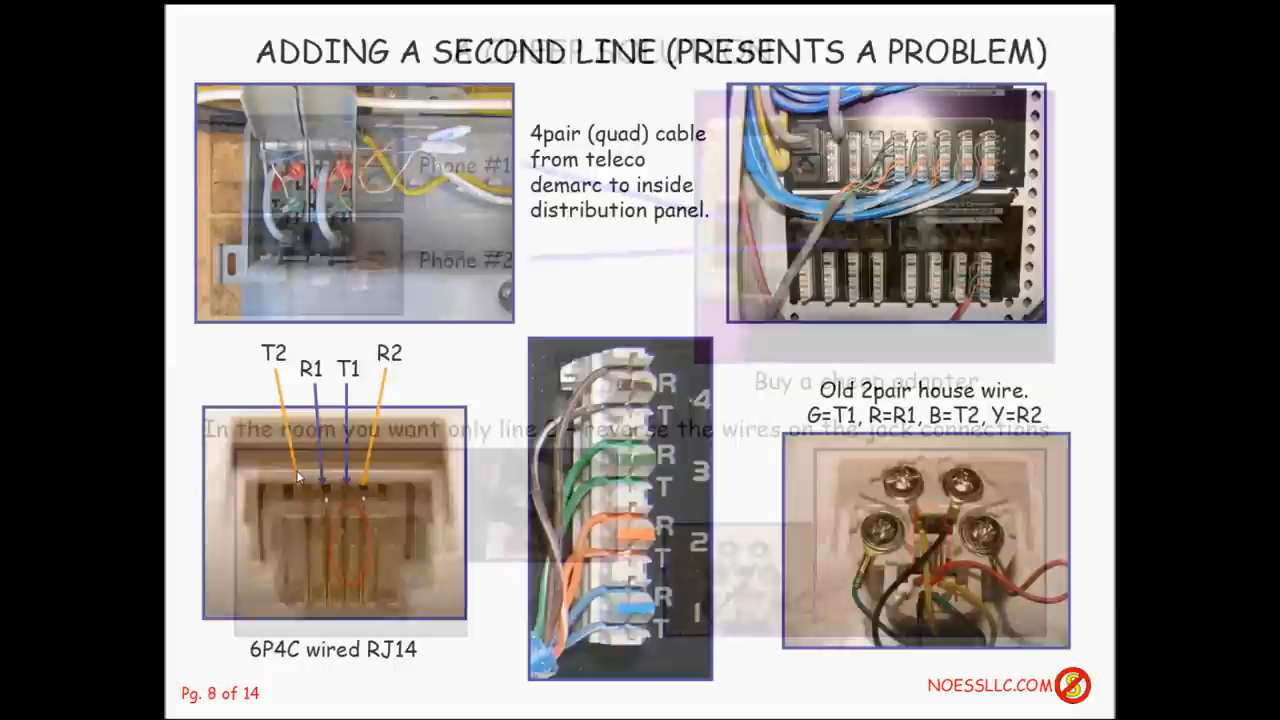 ADDING A SECOND LINE (PRESENTS A PROBLEM)
4pair (quad) cable
from teleco
demarc to inside
distribution panel.
Phone #1
Phone #2
T2
R1
T1
R2
6P4C wired RJ14
R
T
4
R
T
3
R
T
2
R
T
1
Buy a cheap adapter
Old 2pair house wire.
G=T1, R=R1, B=T2, Y=R2
In the room you want only line 2 - reverse the wires on the jack connections
Pg. 8 of 14
NOESSLLC.COM